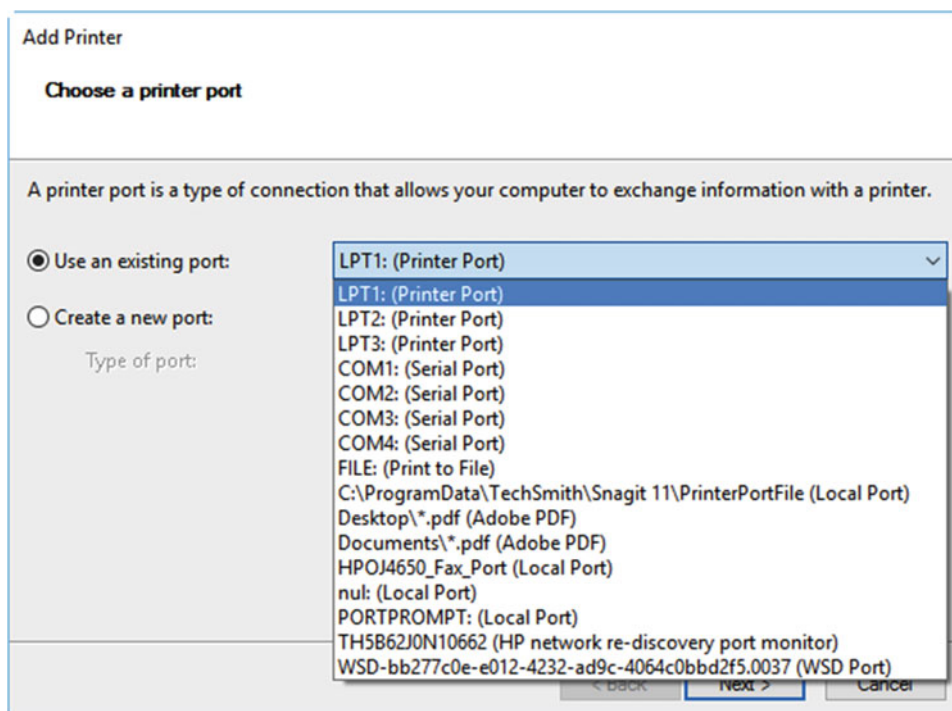 Add Printer
Choose a printer port
A printer port is a type of connection that allows your computer to exchange information with a printer.
Use an existing port:
LPT1: (Printer Port)
LPT1: (Printer Port)
Create a new port:
LPT2: (Printer Port)
LPT3: (Printer Port)
Type of port:
COM1: (Serial Port)
COM2: (Serial Port)
COM3: (Serial Port)
COM4: (Serial Port)
FILE: (Print to File)
C:\ProgramData\TechSmith\Snagit 11\PrinterPortFile (Local Port)
Desktop\*.pdf (Adobe PDF)
Documents\*.pdf (Adobe PDF)
HPOJ4650_Fax_Port (Local Port)
nul: (Local Port)
PORTPROMPT: (Local Port)
TH5B62J0N10662 (HP network re-discovery port monitor)
WSD-bb277c0e-e012-4232-ad9c-4064c0bbd2f5.0037 (WSD Port)
< Back
Next >
Cancel